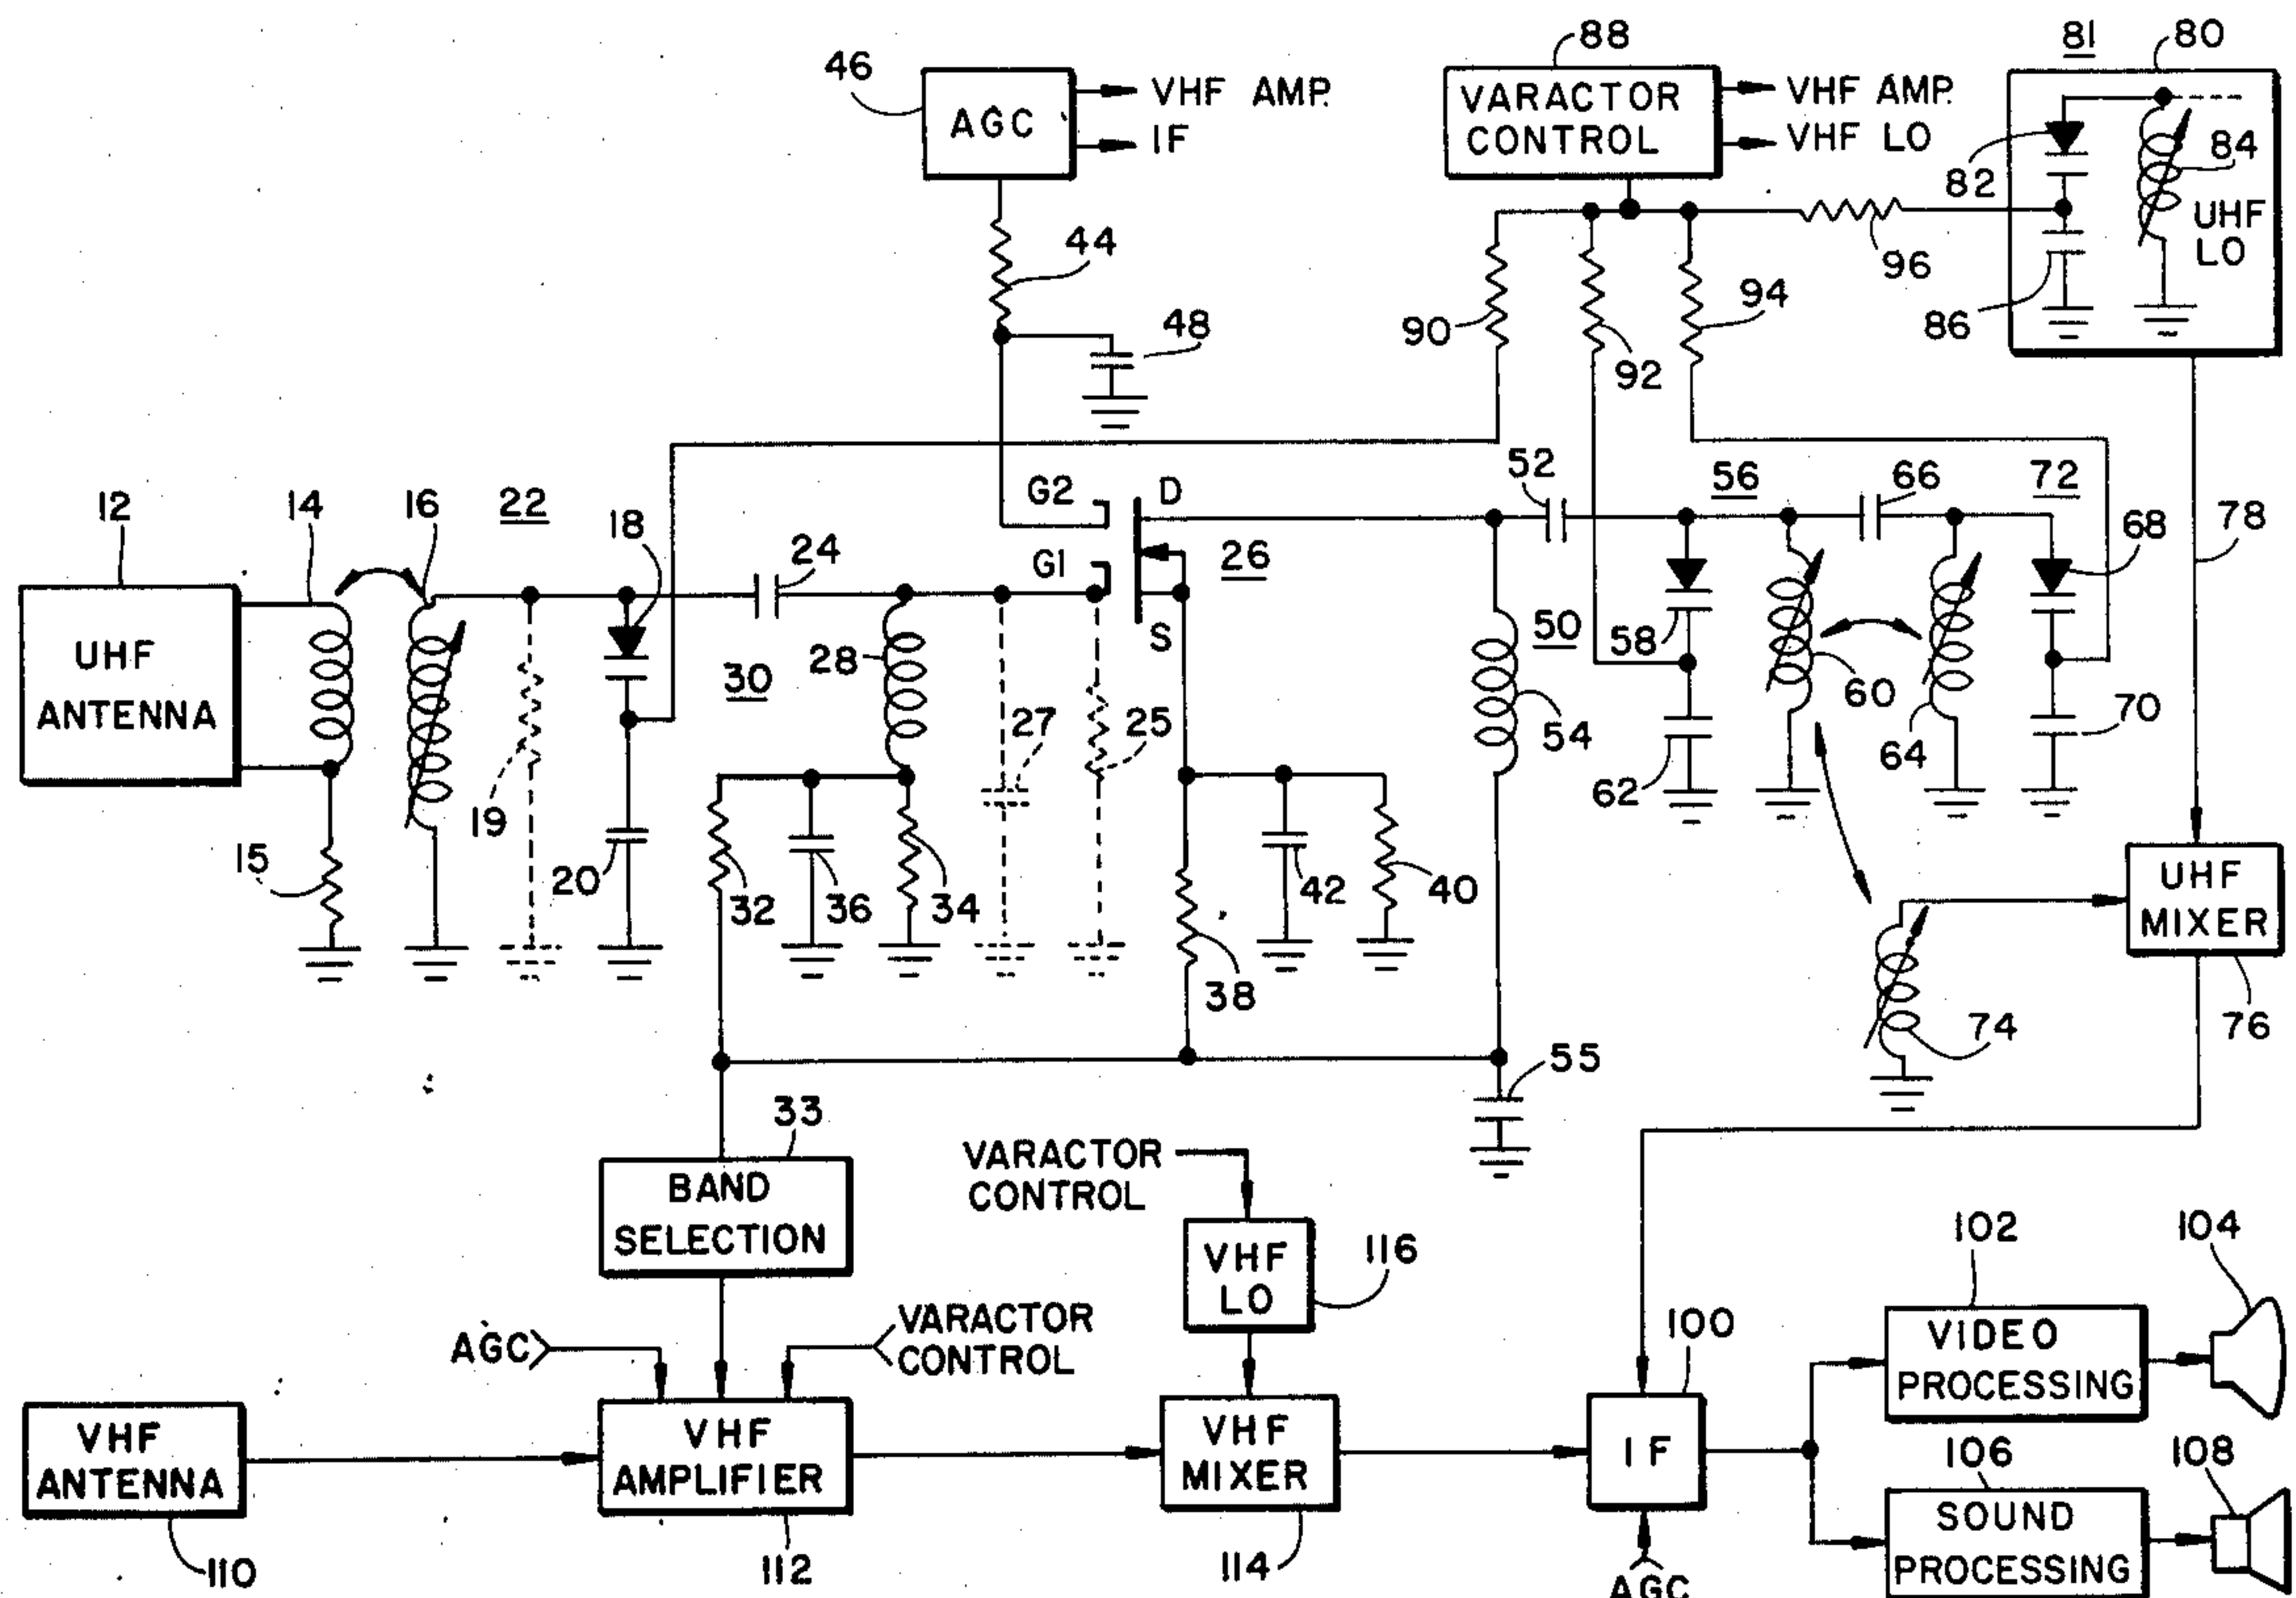 88
81
80
46
AGC
VHF AMP.
IF
VARACTOR
CONTROL
VHF AMP.
VHF LO
82
84
UHF
LO
86
96
44
48
90
92
94
12
14
16
22
18
24
G2
D
G1
26
S
52
56
66
72
68
78
UHF
ANTENNA
28
30
50
58
60
54
27
25
19
62
64
70
15
20
32
36
34
42
40
38
UHF
MIXER
74
76
55
33
BAND
SELECTION
VARACTOR
CONTROL
VHF
LO
116
102
104
AGC
VARACTOR
CONTROL
100
VIDEO
PROCESSING
VHF
ANTENNA
VHF
AMPLIFIER
VHF
MIXER
IF
106
108
SOUND
PROCESSING
110
112
114
AGC